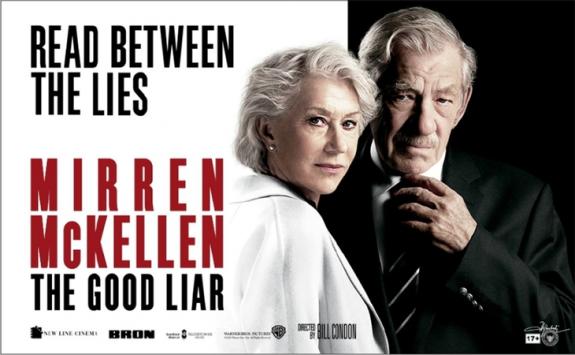 READ BETWEEN
THE LIES
MIRREN
McKELLEN
THE GOOD LIAR
NEW LINE CINEMA
BRON
WARNER BROS. PICTURES
DIRECTED BY BILL CONDON
17+